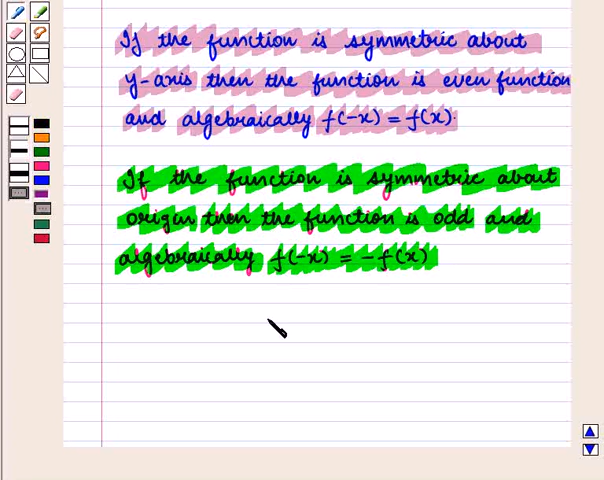 If the function is symmetric about
y-axis then the function is even function
and algebraically f(-x) = f(x).
If the function is symmetric about
origin then the function is odd and
algebraically f(-x) = -f(x)